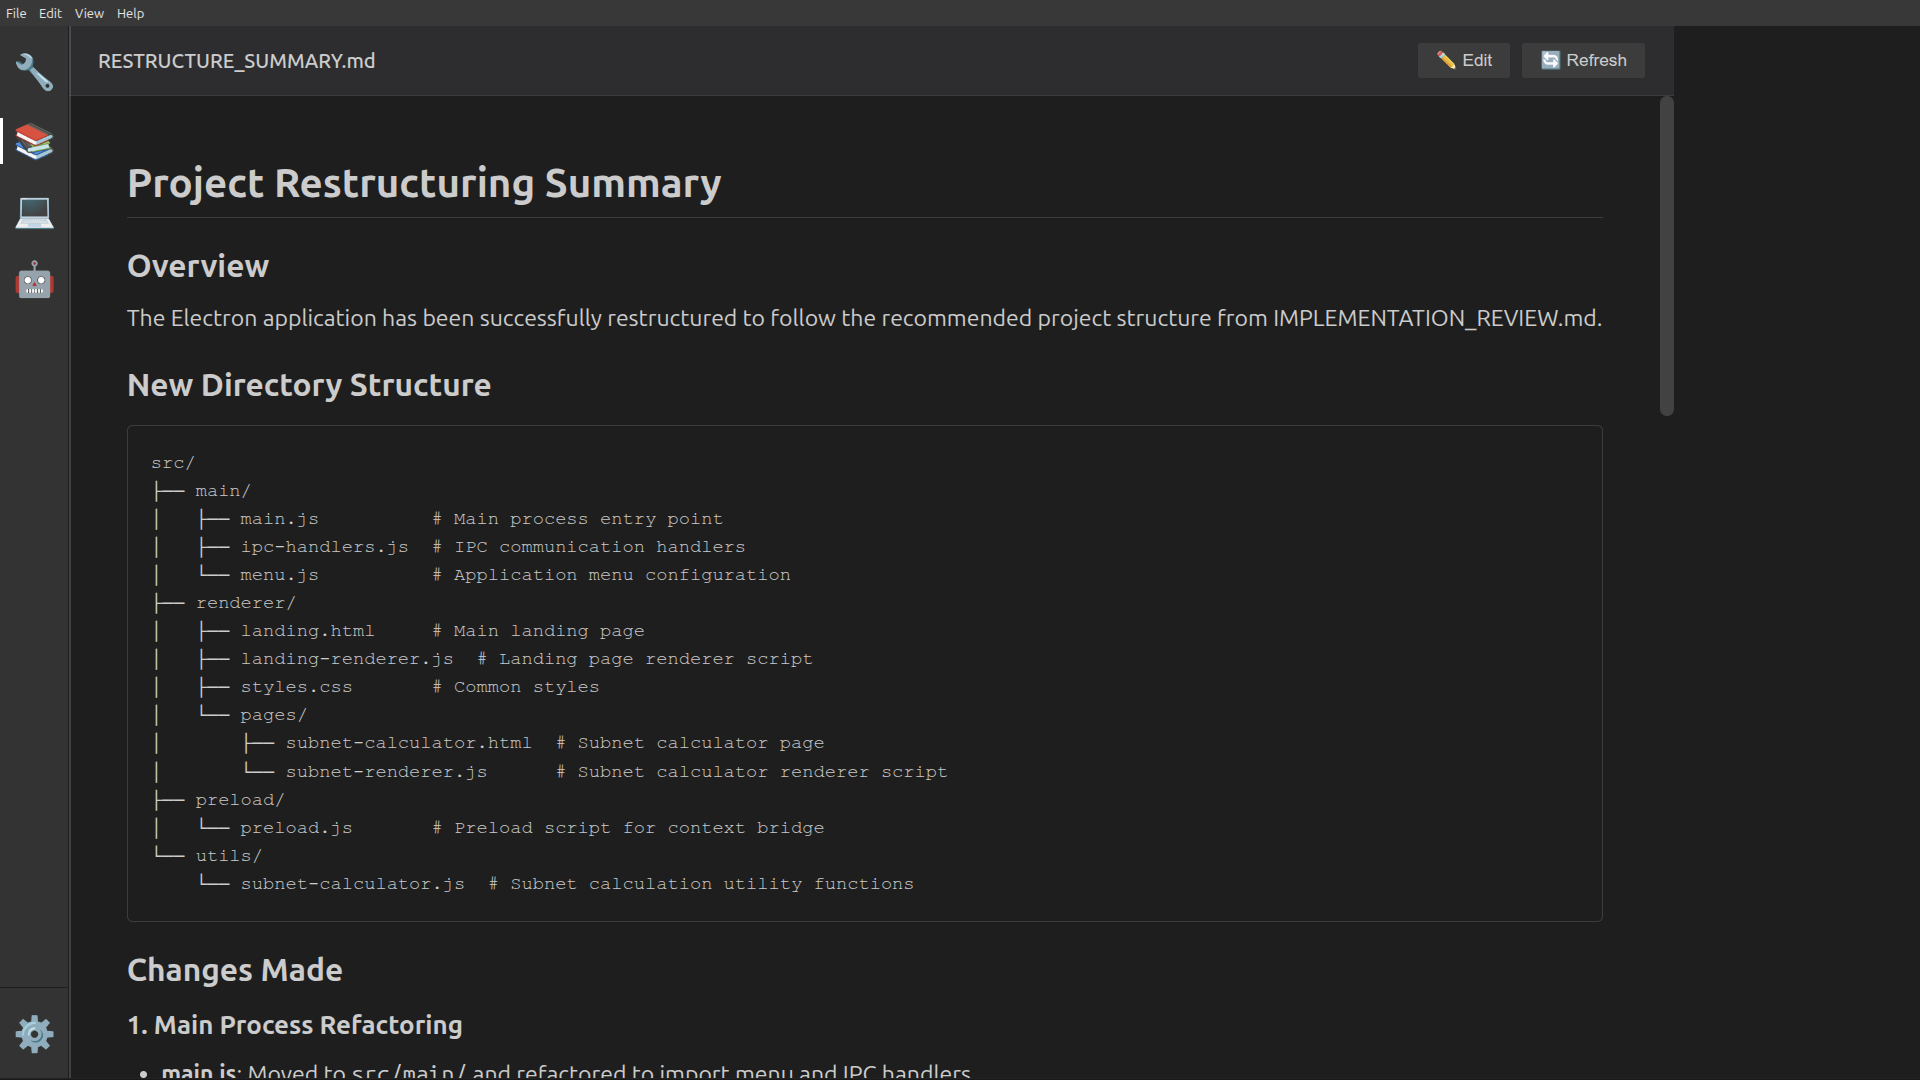 File Edit View Help
RESTRUCTURE_SUMMARY.md
✏️ Edit
🔄 Refresh
Project Restructuring Summary
Overview
The Electron application has been successfully restructured to follow the recommended project structure from IMPLEMENTATION_REVIEW.md.
New Directory Structure
src/
├── main/
│   ├── main.js          # Main process entry point
│   ├── ipc-handlers.js  # IPC communication handlers
│   └── menu.js          # Application menu configuration
├── renderer/
│   ├── landing.html     # Main landing page
│   ├── landing-renderer.js  # Landing page renderer script
│   ├── styles.css       # Common styles
│   └── pages/
│       ├── subnet-calculator.html  # Subnet calculator page
│       └── subnet-renderer.js      # Subnet calculator renderer script
├── preload/
│   └── preload.js       # Preload script for context bridge
└── utils/
    └── subnet-calculator.js  # Subnet calculation utility functions
Changes Made
1. Main Process Refactoring
• main.js: Moved to src/main/ and refactored to import menu and IPC handlers